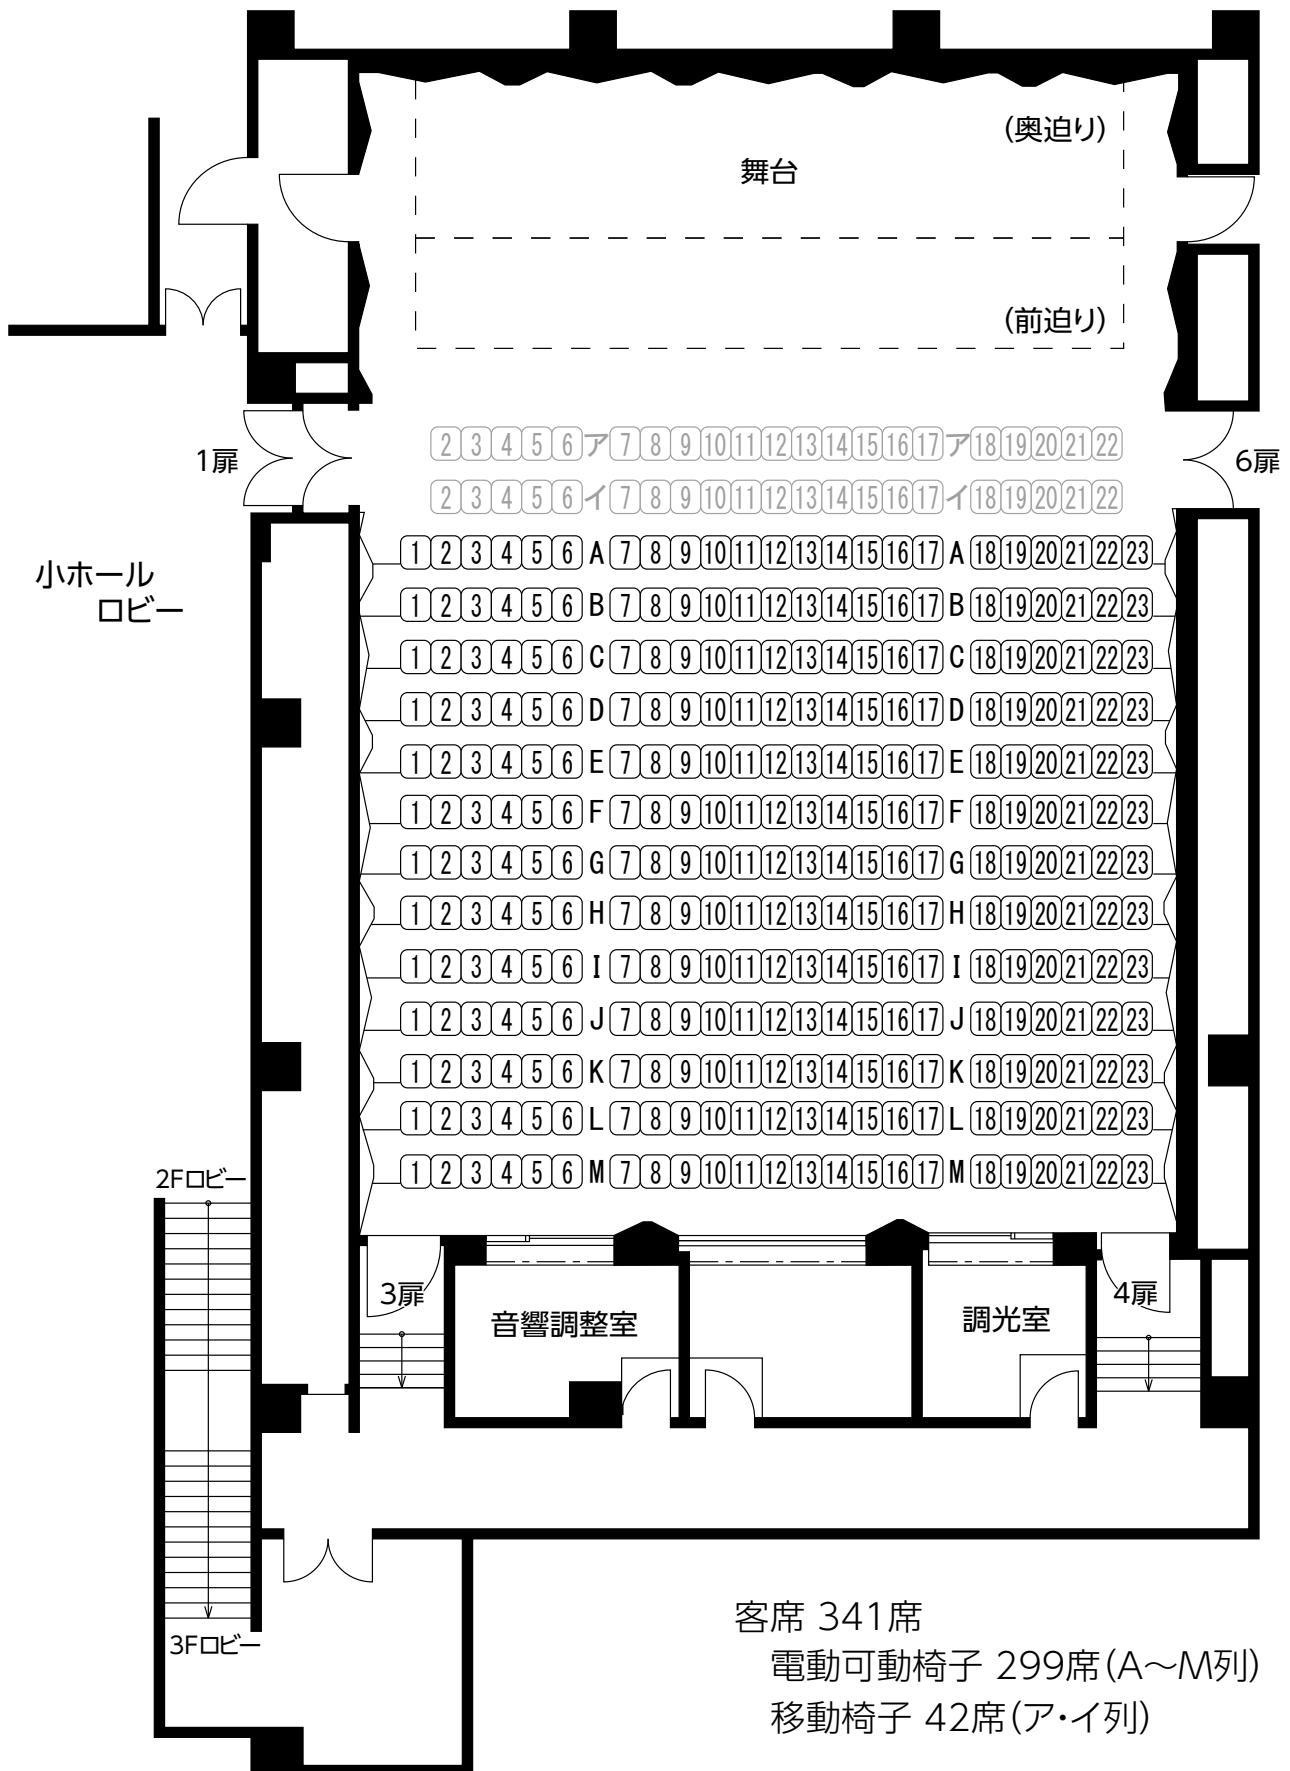 (奥迫り)
舞台
(前迫り)
2 3 4 5 6 ア 7 8 9 10 11 12 13 14 15 16 17 ア 18 19 20 21 22
1扉
6扉
2 3 4 5 6 イ 7 8 9 10 11 12 13 14 15 16 17 イ 18 19 20 21 22
1 2 3 4 5 6 A 7 8 9 10 11 12 13 14 15 16 17 A 18 19 20 21 22 23
小ホール
ロビー
1 2 3 4 5 6 B 7 8 9 10 11 12 13 14 15 16 17 B 18 19 20 21 22 23
1 2 3 4 5 6 C 7 8 9 10 11 12 13 14 15 16 17 C 18 19 20 21 22 23
1 2 3 4 5 6 D 7 8 9 10 11 12 13 14 15 16 17 D 18 19 20 21 22 23
1 2 3 4 5 6 E 7 8 9 10 11 12 13 14 15 16 17 E 18 19 20 21 22 23
1 2 3 4 5 6 F 7 8 9 10 11 12 13 14 15 16 17 F 18 19 20 21 22 23
1 2 3 4 5 6 G 7 8 9 10 11 12 13 14 15 16 17 G 18 19 20 21 22 23
1 2 3 4 5 6 H 7 8 9 10 11 12 13 14 15 16 17 H 18 19 20 21 22 23
1 2 3 4 5 6 I 7 8 9 10 11 12 13 14 15 16 17 I 18 19 20 21 22 23
1 2 3 4 5 6 J 7 8 9 10 11 12 13 14 15 16 17 J 18 19 20 21 22 23
1 2 3 4 5 6 K 7 8 9 10 11 12 13 14 15 16 17 K 18 19 20 21 22 23
1 2 3 4 5 6 L 7 8 9 10 11 12 13 14 15 16 17 L 18 19 20 21 22 23
1 2 3 4 5 6 M 7 8 9 10 11 12 13 14 15 16 17 M 18 19 20 21 22 23
2Fロビー
3扉
4扉
音響調整室
調光室
3Fロビー
客席 341席
電動可動椅子 299席(A～M列)
移動椅子 42席(ア・イ列)